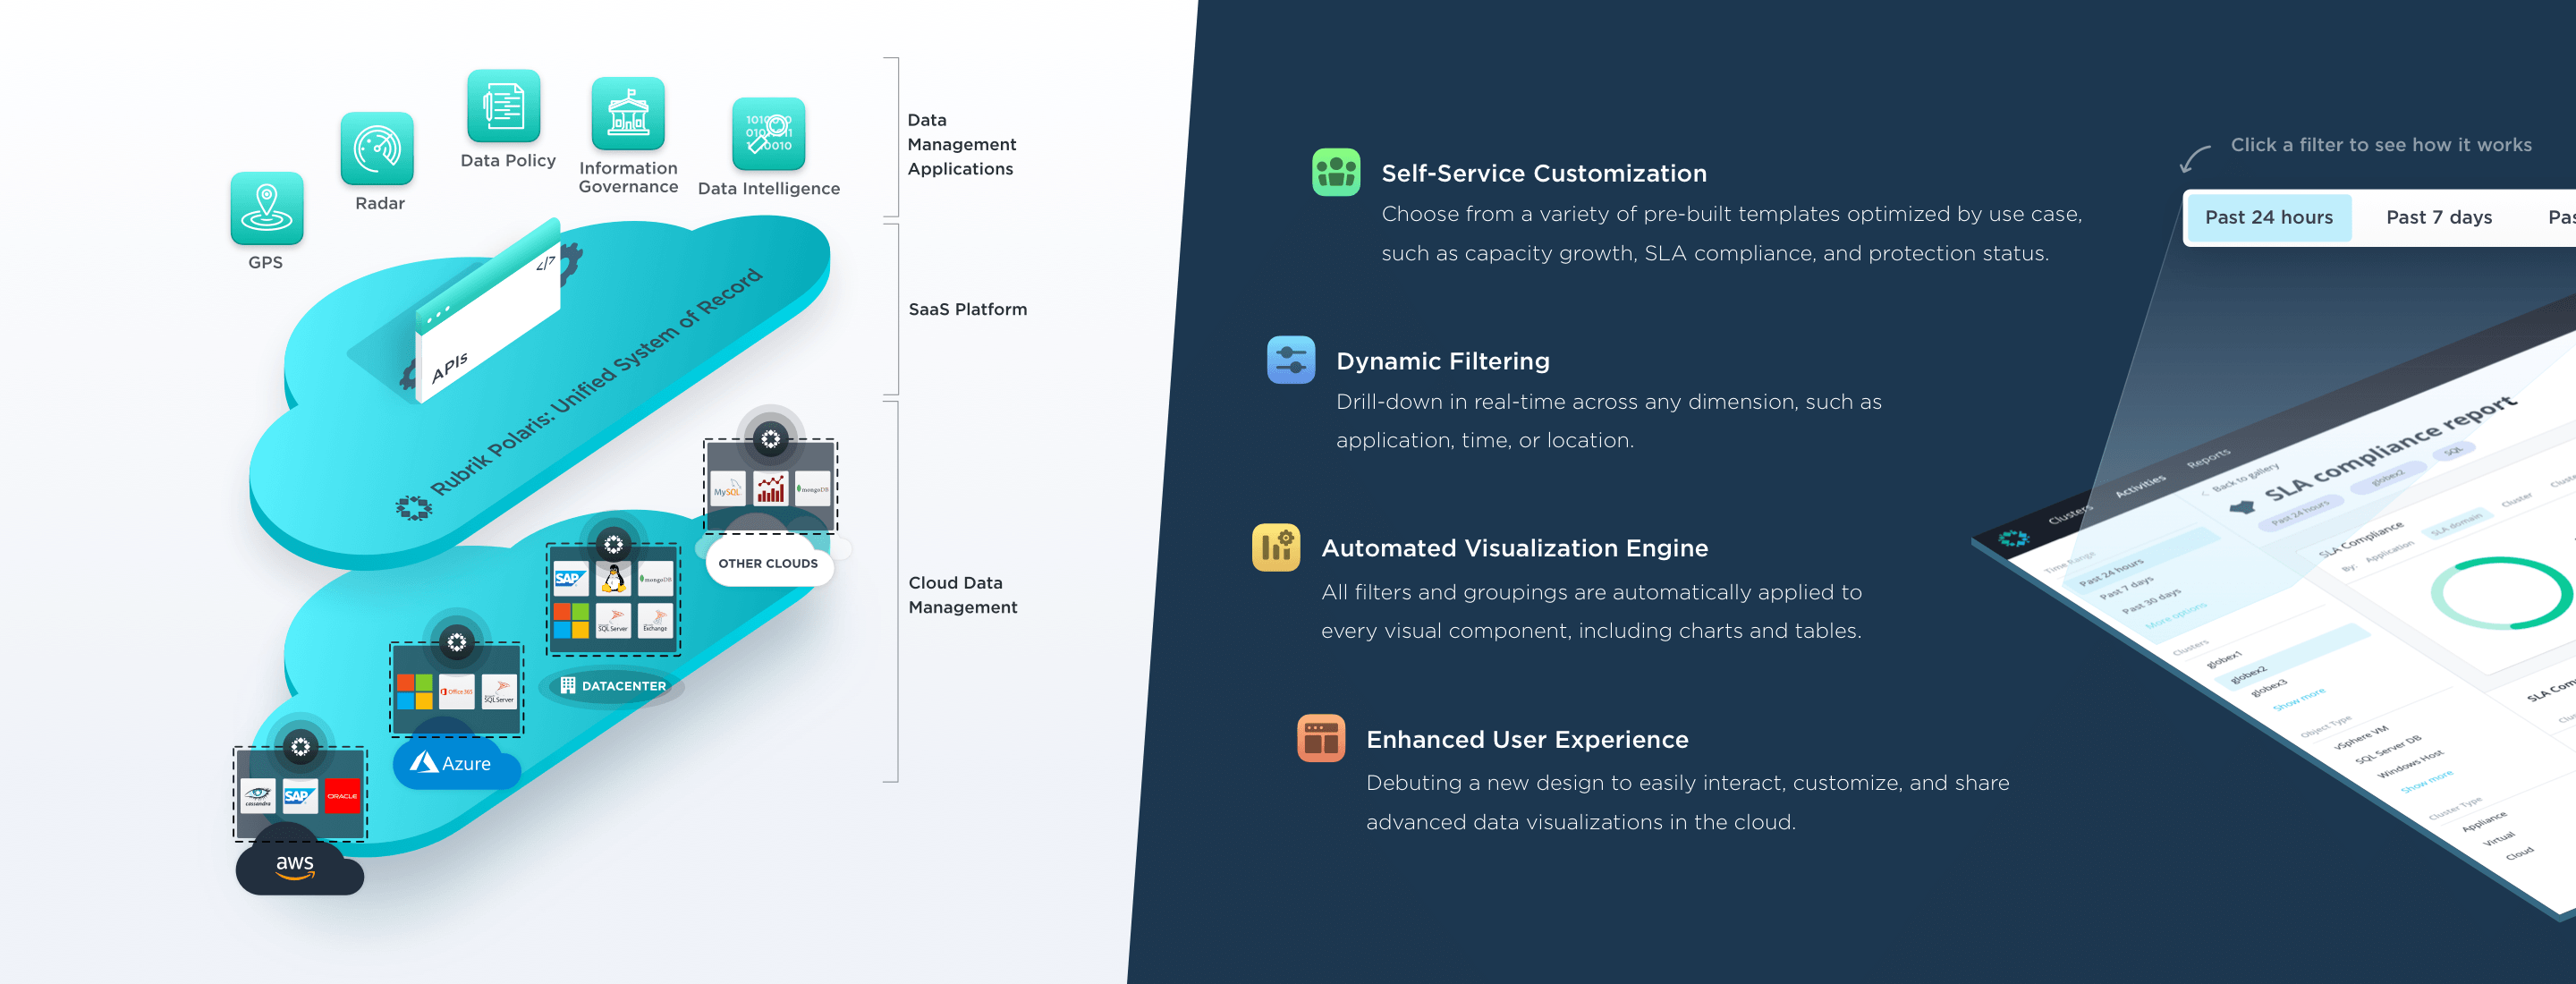 Data Policy
Information
Governance
Data Intelligence
Radar
GPS
1010
010
11
10010
Data
Management
Applications
SaaS Platform
Cloud Data
Management
APIs
Rubrik Polaris: Unified System of Record
MySQL
mongoDB
OTHER CLOUDS
SAP
mongoDB
SQL Server
Exchange
DATACENTER
Office 365
SQL Server
Azure
cassandra
SAP
ORACLE
aws
Self-Service Customization
Choose from a variety of pre-built templates optimized by use case,
such as capacity growth, SLA compliance, and protection status.
Dynamic Filtering
Drill-down in real-time across any dimension, such as
application, time, or location.
Automated Visualization Engine
All filters and groupings are automatically applied to
every visual component, including charts and tables.
Enhanced User Experience
Debuting a new design to easily interact, customize, and share
advanced data visualizations in the cloud.
Click a filter to see how it works
Past 24 hours
Past 7 days
Pas
Clusters
Activities
Reports
Back to gallery
SLA compliance report
Past 24 hours
globex2
SQL
Time Range
Past 24 hours
Past 7 days
Past 30 days
More options
Clusters
globex1
globex2
globex3
Show more
Object Type
vSphere VM
SQL Server DB
Windows Host
Show more
Cluster Type
Appliance
Virtual
Cloud
SLA Compliance
By: Application
SLA domain
Cluster
Cluste
SLA Com
Clu